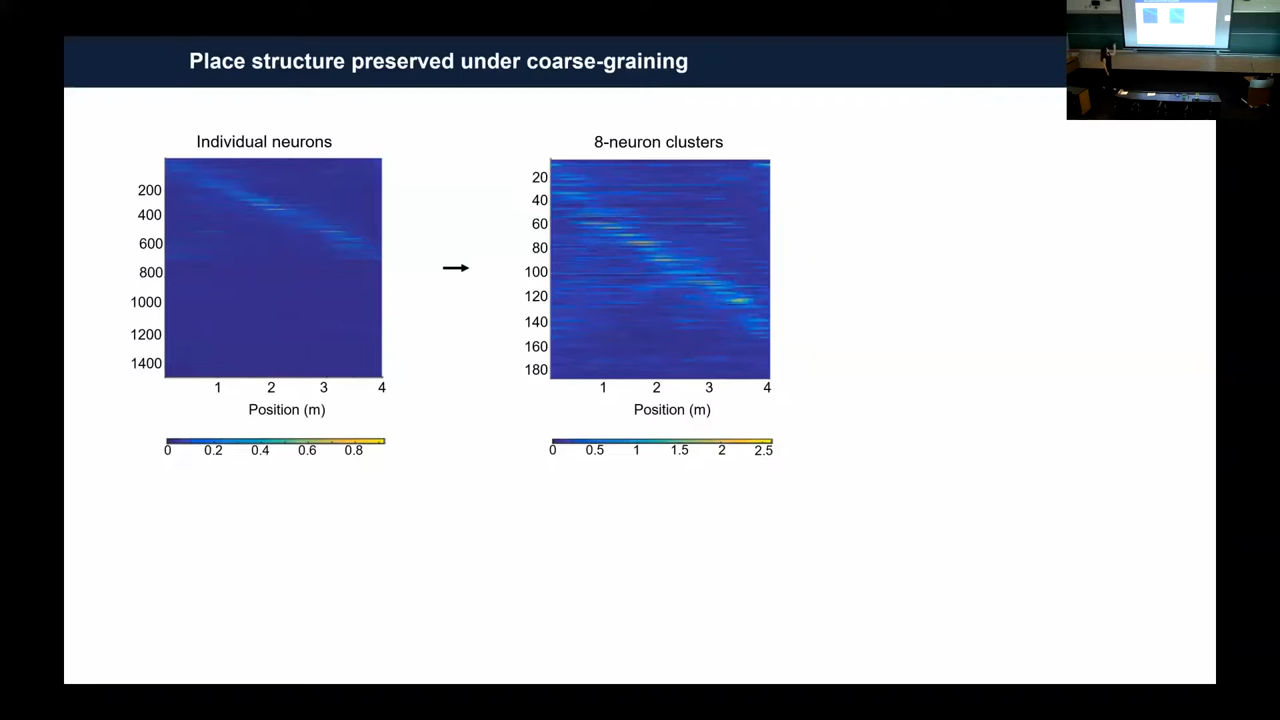 Place structure preserved under coarse-graining
Individual neurons
200
400
600
800
1000
1200
1400
1 2 3 4
Position (m)
0 0.2 0.4 0.6 0.8
8-neuron clusters
20
40
60
80
100
120
140
160
180
1 2 3 4
Position (m)
0 0.5 1 1.5 2 2.5